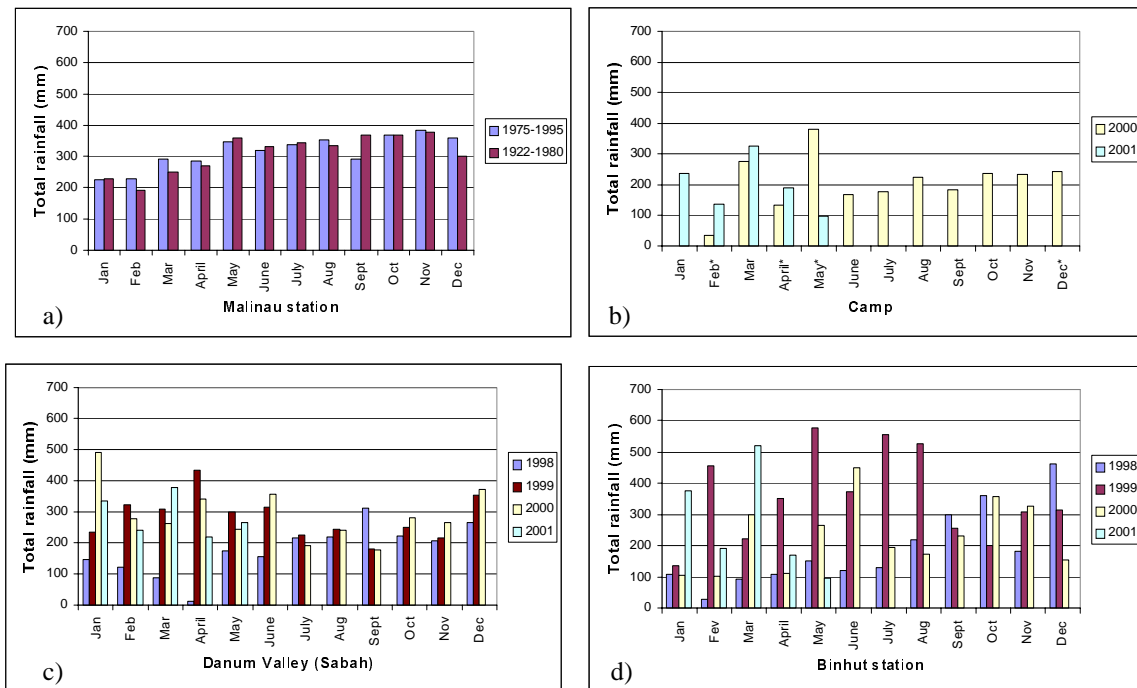 Total rainfall (mm)
700
600
500
400
300
200
100
0
Jan
Feb
Mar
April
May
June
July
Aug
Sept
Oct
Nov
Dec
Malinau station
1975-1995
1922-1980
a)
Total rainfall (mm)
700
600
500
400
300
200
100
0
Jan
Feb*
Mar
April*
May*
June
July
Aug
Sept
Oct
Nov
Dec*
Camp
2000
2001
b)
Total rainfall (mm)
700
600
500
400
300
200
100
0
Jan
Feb
Mar
April
May
June
July
Aug
Sept
Oct
Nov
Dec
Danum Valley (Sabah)
1998
1999
2000
2001
c)
Total rainfall (mm)
700
600
500
400
300
200
100
0
Jan
Fev
Mar
April
May
June
July
Aug
Sept
Oct
Nov
Dec
Binhut station
1998
1999
2000
2001
d)